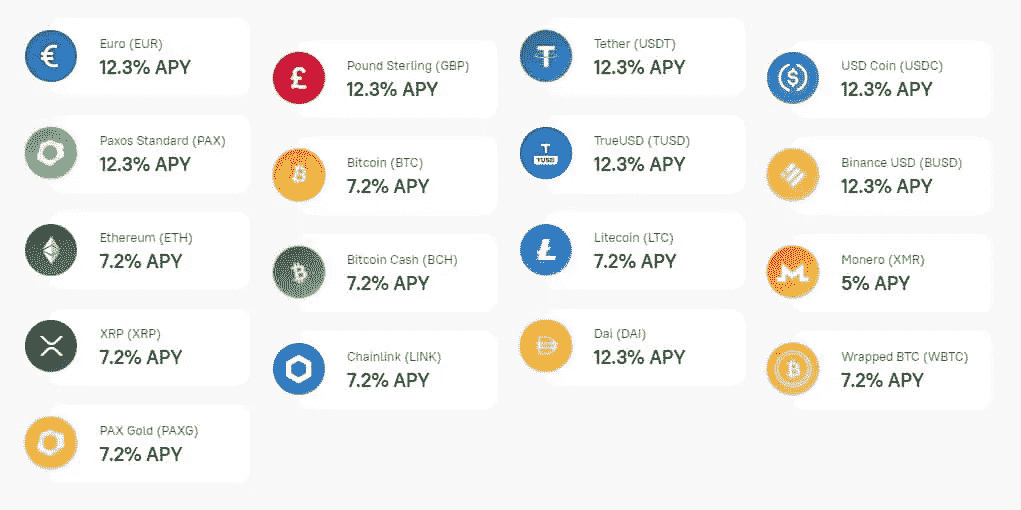 Euro (EUR)
12.3% APY
Pound Sterling (GBP)
12.3% APY
Tether (USDT)
12.3% APY
USD Coin (USDC)
12.3% APY
Paxos Standard (PAX)
12.3% APY
Bitcoin (BTC)
7.2% APY
TrueUSD (TUSD)
12.3% APY
Binance USD (BUSD)
12.3% APY
Ethereum (ETH)
7.2% APY
Bitcoin Cash (BCH)
7.2% APY
Litecoin (LTC)
7.2% APY
Monero (XMR)
5% APY
XRP (XRP)
7.2% APY
Chainlink (LINK)
7.2% APY
Dai (DAI)
12.3% APY
Wrapped BTC (WBTC)
7.2% APY
PAX Gold (PAXG)
7.2% APY